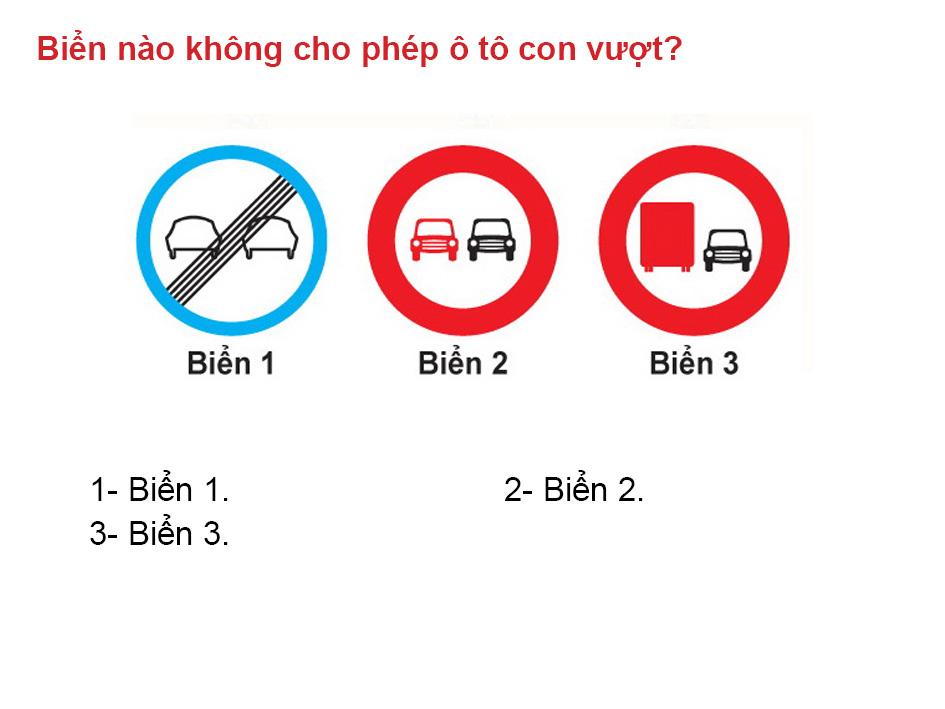 Biển nào không cho phép ô tô con vượt?
Biển 1 Biển 2 Biển 3
1- Biển 1. 2- Biển 2.
3- Biển 3.